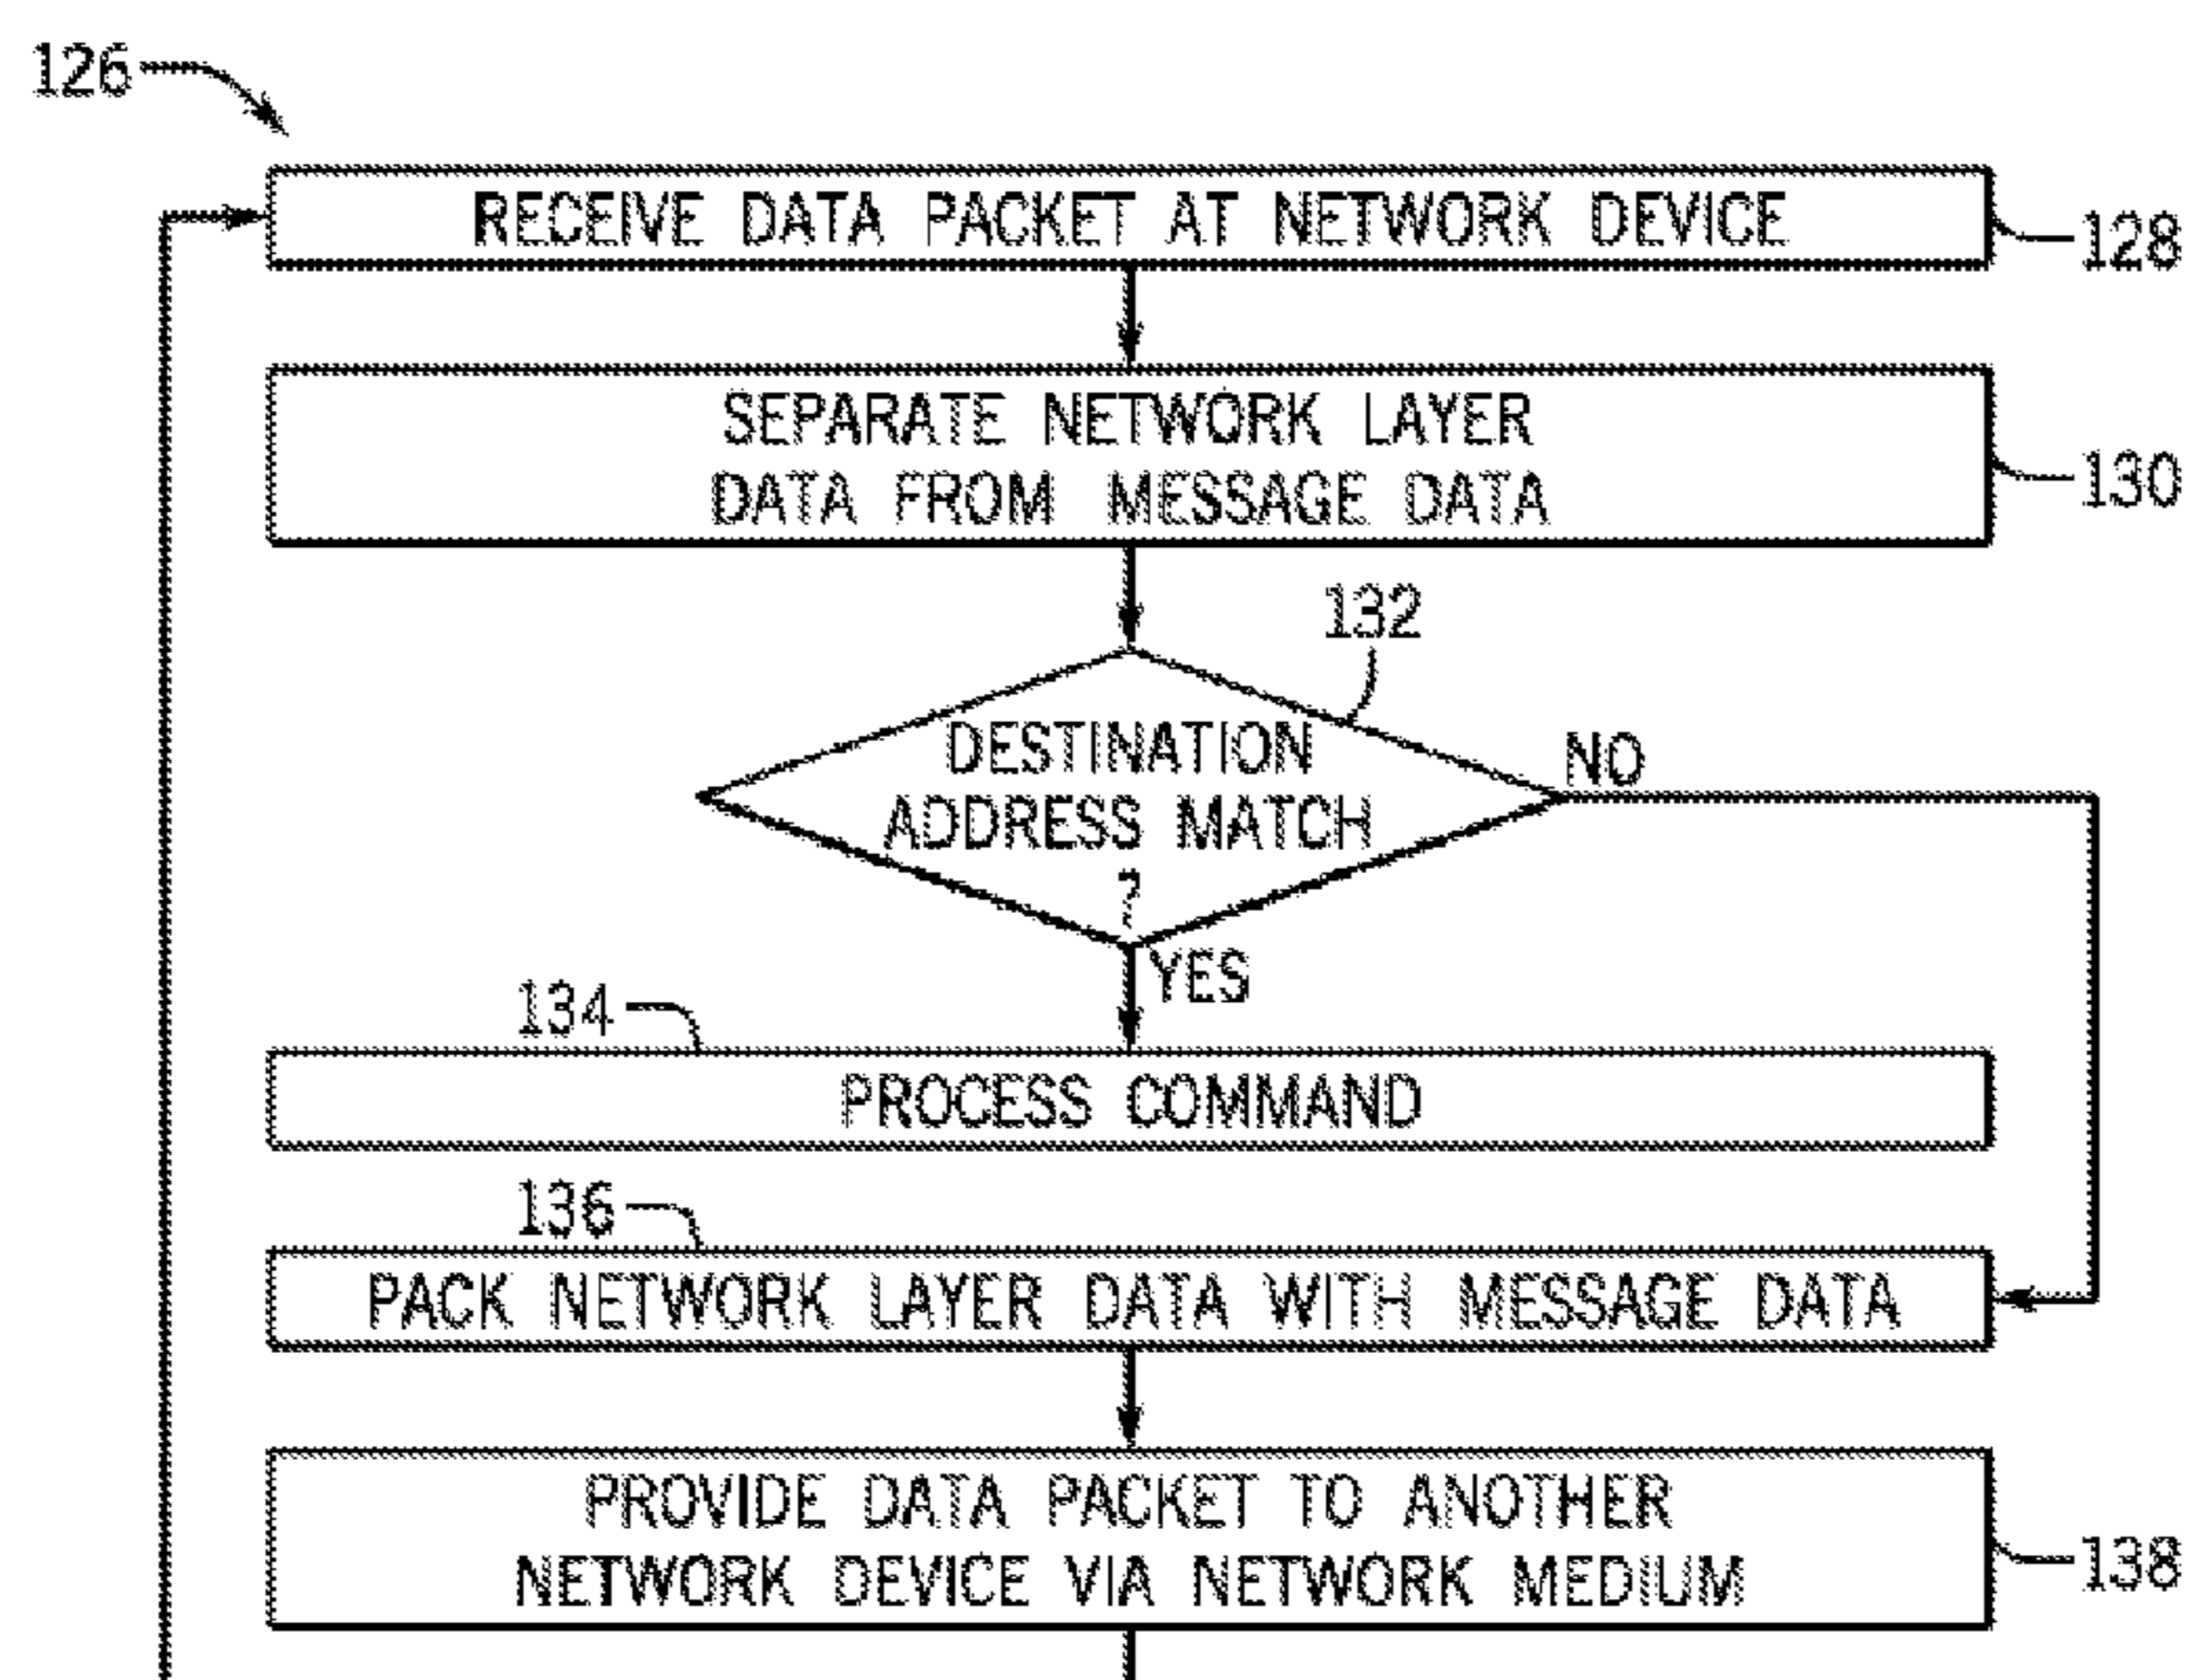 126
RECEIVE DATA PACKET AT NETWORK DEVICE
128
SEPARATE NETWORK LAYER
DATA FROM MESSAGE DATA
130
132
DESTINATION
ADDRESS MATCH
?
NO
YES
134
PROCESS COMMAND
136
PACK NETWORK LAYER DATA WITH MESSAGE DATA
PROVIDE DATA PACKET TO ANOTHER
NETWORK DEVICE VIA NETWORK MEDIUM
138